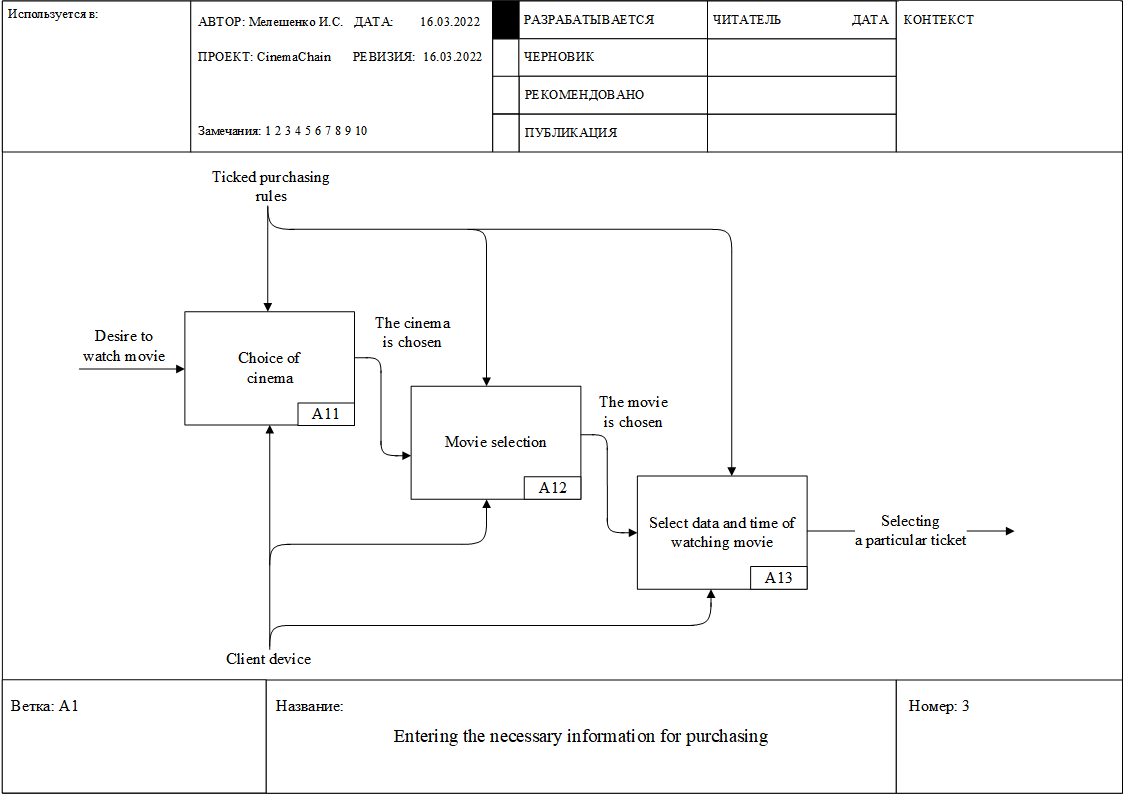 Используется в:
АВТОР: Мелешенко И.С. ДАТА: 16.03.2022
ПРОЕКТ: CinemaChain РЕВИЗИЯ: 16.03.2022
Замечания: 1 2 3 4 5 6 7 8 9 10
РАЗРАБАТЫВАЕТСЯ
ЧЕРНОВИК
РЕКОМЕНДОВАНО
ПУБЛИКАЦИЯ
ЧИТАТЕЛЬ ДАТА
КОНТЕКСТ
Ticked purchasing
rules
Desire to
watch movie
Choice of
cinema
A11
The cinema
is chosen
Movie selection
A12
The movie
is chosen
Select data and time of
watching movie
A13
Selecting
a particular ticket
Client device
Ветка: A1
Название:
Entering the necessary information for purchasing
Номер: 3